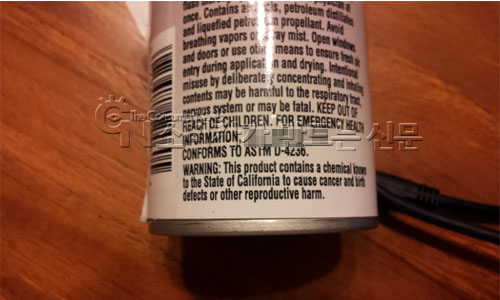 ence. Contains alcohols, petroleum distillates
and liquefied petroleum propellant. Avoid
breathing vapors or spray mist. Open windows
and doors or use other means to ensure fresh air
entry during application and drying. Intentional
misuse by deliberately concentrating and inhaling
contents may be harmful to the respiratory tract,
nervous system or may be fatal. KEEP OUT OF
REACH OF CHILDREN. FOR EMERGENCY HEALTH
INFORMATION:
CONFORMS TO ASTM D-4236.
WARNING: This product contains a chemical known
to the State of California to cause cancer and birth
defects or other reproductive harm.